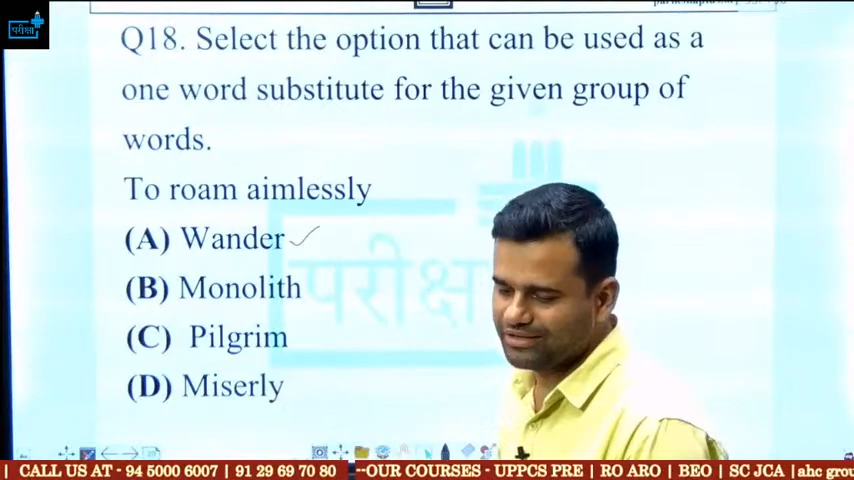 परीक्षा
Q18. Select the option that can be used as a
one word substitute for the given group of
words.
To roam aimlessly
(A) Wander
(B) Monolith
परीक्ष
(C) Pilgrim
(D) Miserly
| CALL US AT - 94 5000 6007 | 91 29 69 70 80 --OUR COURSES - UPPCS PRE | RO ARO | BEO | SC JCA | ahc grou